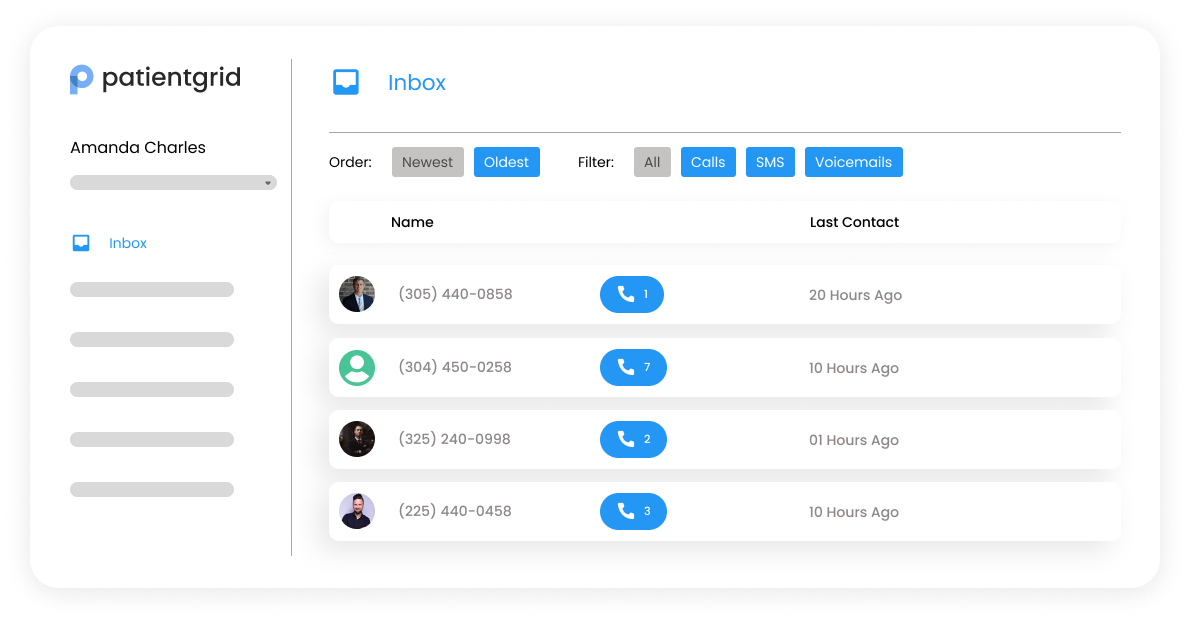 patientgrid
Amanda Charles
Inbox
Inbox
Order: Newest Oldest Filter: All Calls SMS Voicemails
Name Last Contact
(305) 440-0858 1 20 Hours Ago
(304) 450-0258 7 10 Hours Ago
(325) 240-0998 2 01 Hours Ago
(225) 440-0458 3 10 Hours Ago